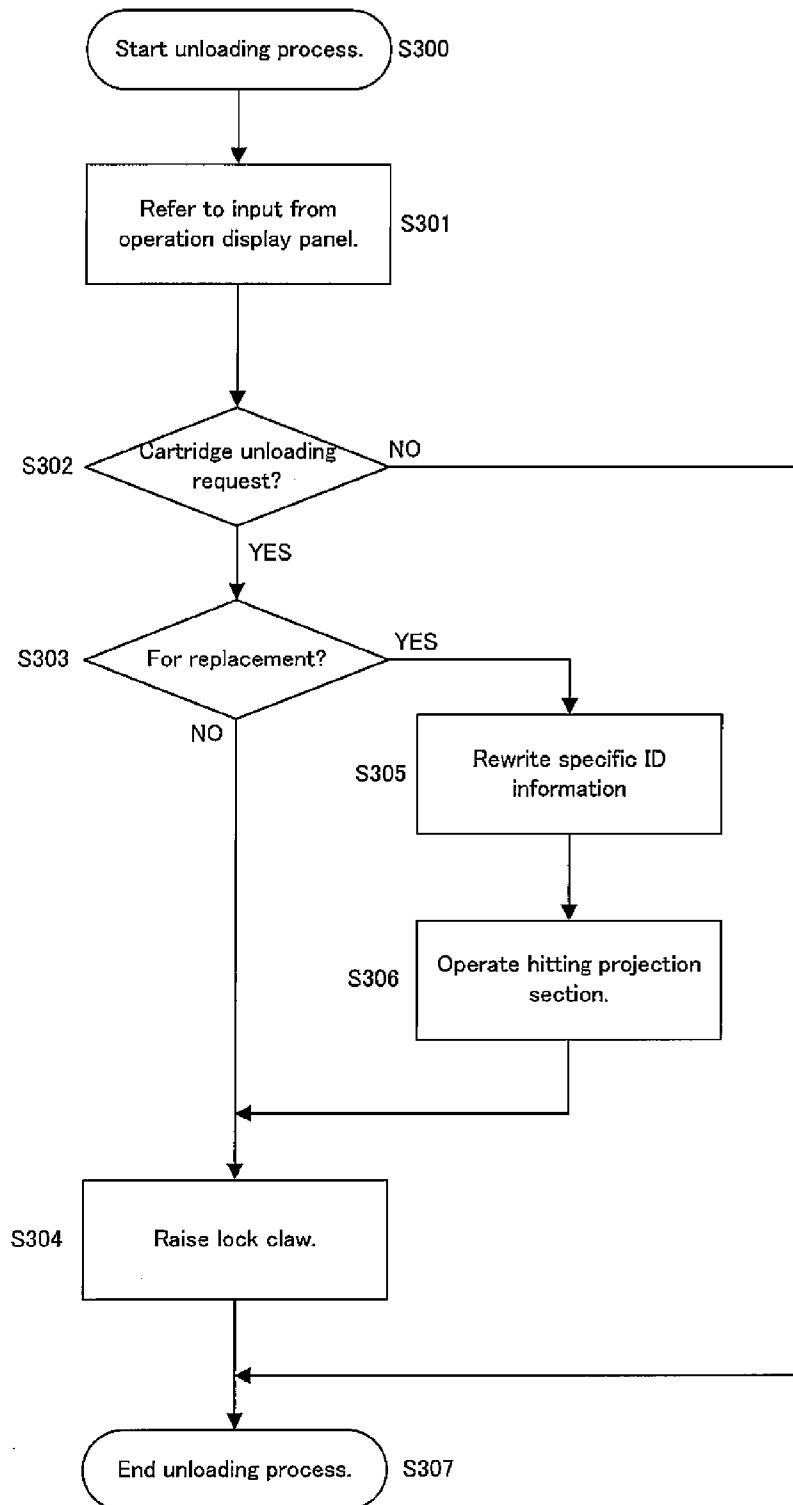 Start unloading process.
S300
Refer to input from
operation display panel.
S301
S302
Cartridge unloading
request?
NO
YES
S303
For replacement?
YES
NO
S305
Rewrite specific ID
information
S306
Operate hitting projection
section.
S304
Raise lock claw.
End unloading process.
S307